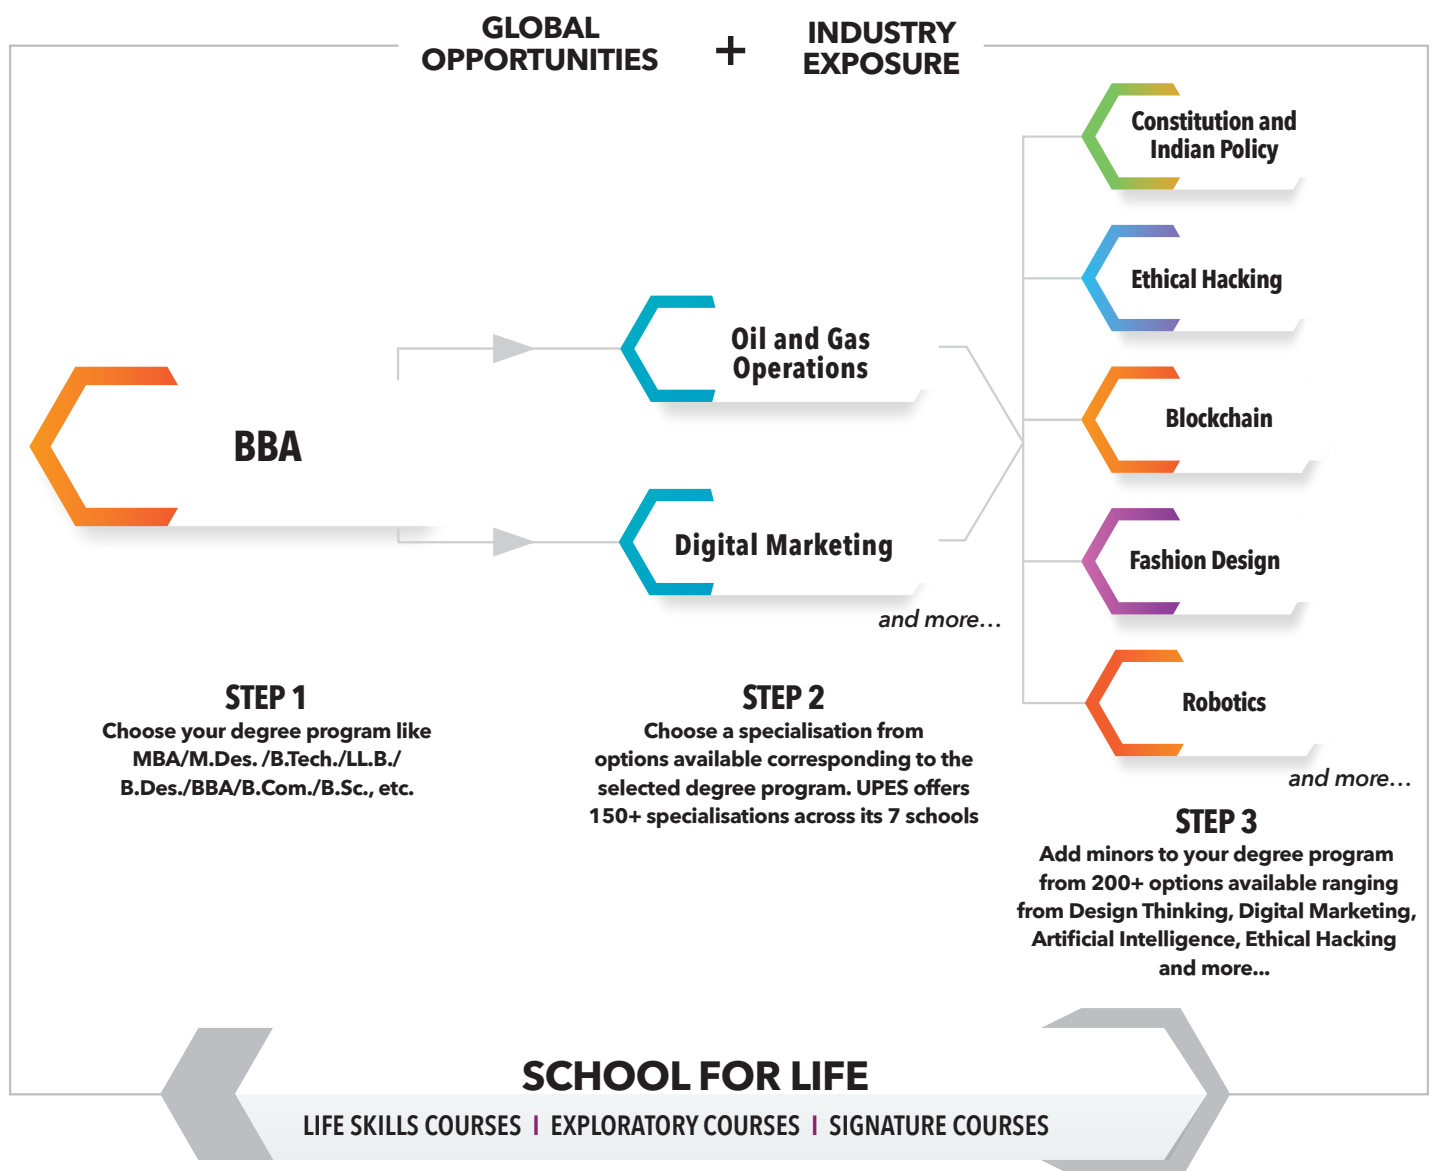 GLOBAL
OPPORTUNITIES
+
INDUSTRY
EXPOSURE
BBA
Oil and Gas
Operations
Digital Marketing
and more...
Constitution and
Indian Policy
Ethical Hacking
Blockchain
Fashion Design
Robotics
and more...
STEP 1
Choose your degree program like
MBA/M.Des. /B.Tech./LL.B./
B.Des./BBA/B.Com./B.Sc., etc.
STEP 2
Choose a specialisation from
options available corresponding to the
selected degree program. UPES offers
150+ specialisations across its 7 schools
STEP 3
Add minors to your degree program
from 200+ options available ranging
from Design Thinking, Digital Marketing,
Artificial Intelligence, Ethical Hacking
and more...
SCHOOL FOR LIFE
LIFE SKILLS COURSES I EXPLORATORY COURSES I SIGNATURE COURSES